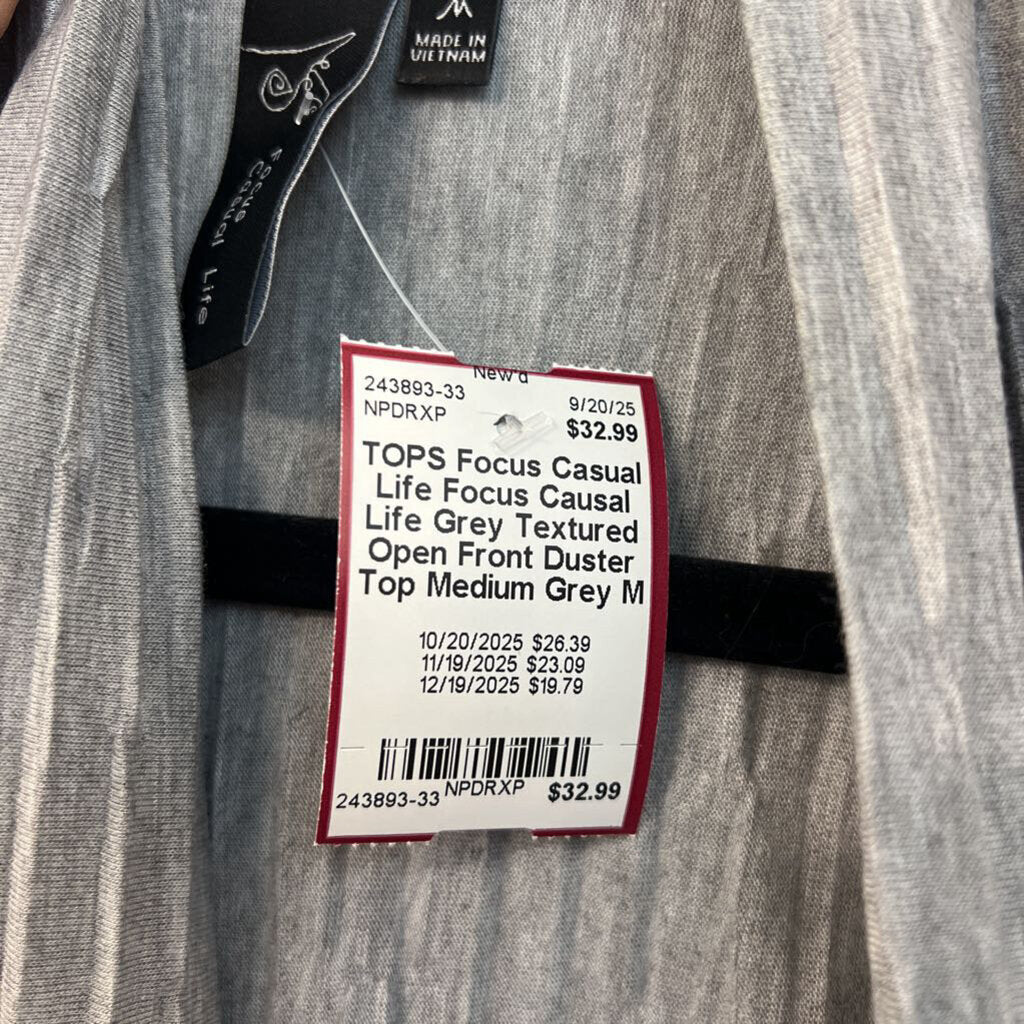 M
MADE IN
VIETNAM
Focus
Casual Life
New'd
243893-33
NPDRXP
9/20/25
$32.99
TOPS Focus Casual
Life Focus Causal
Life Grey Textured
Open Front Duster
Top Medium Grey M
10/20/2025 $26.39
11/19/2025 $23.09
12/19/2025 $19.79
243893-33 NPDRXP $32.99